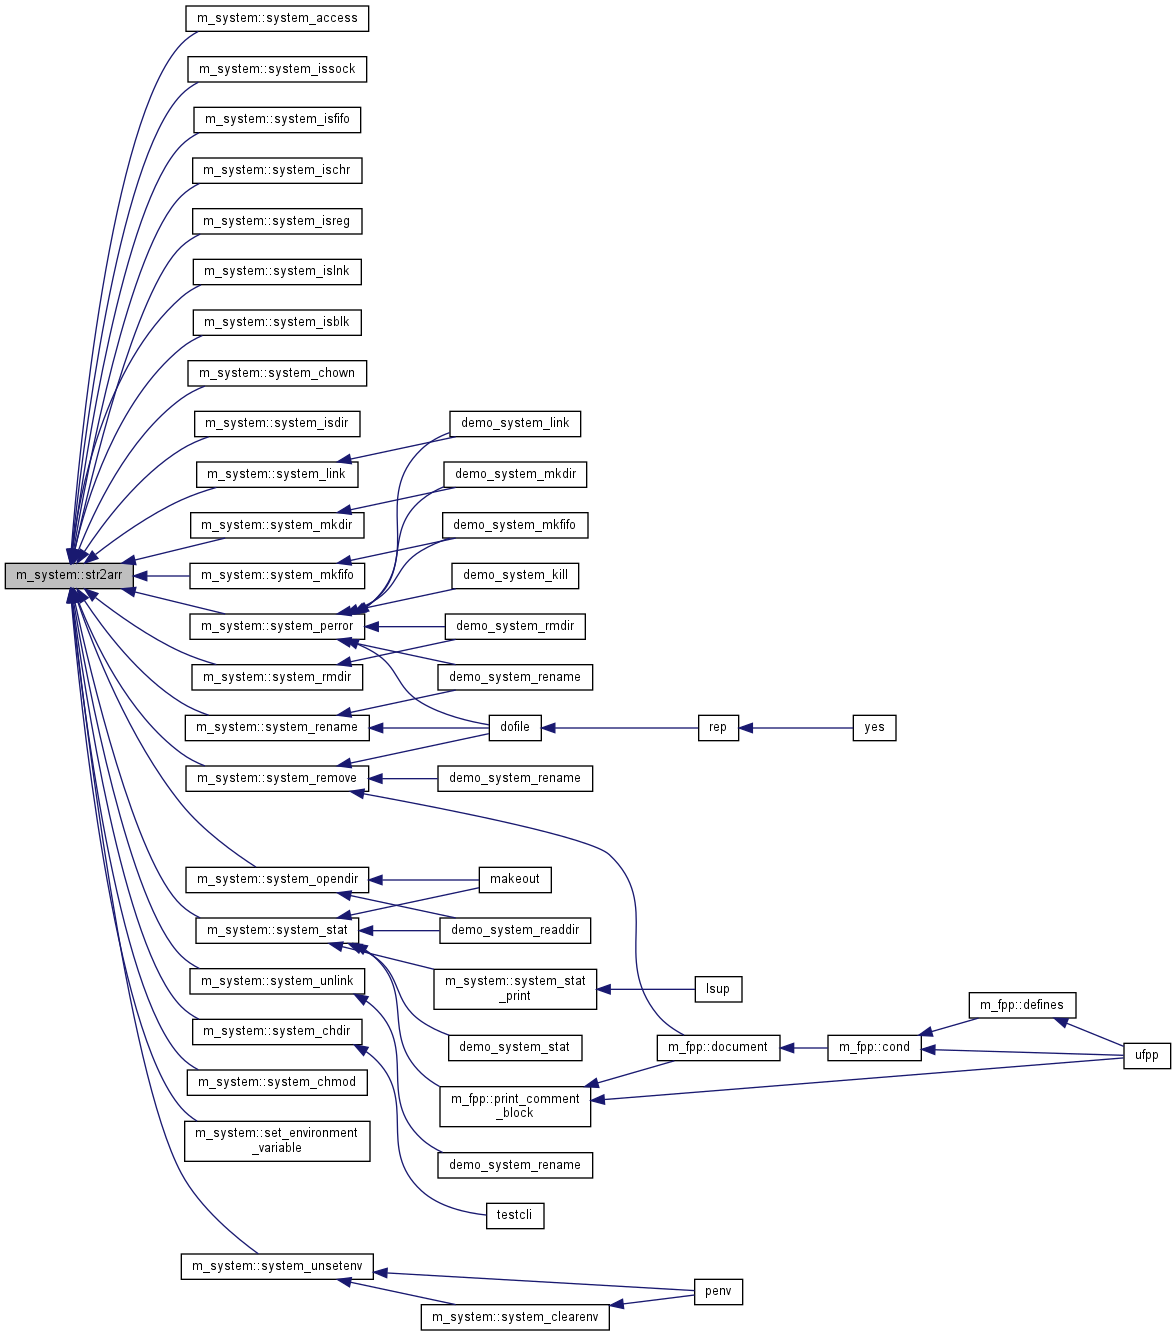 m_system::system_access
m_system::system_issock
m_system::system_isfifo
m_system::system_ischr
m_system::system_isreg
m_system::system_islnk
m_system::system_isblk
m_system::system_chown
m_system::system_isdir
demo_system_link
m_system::system_link
demo_system_mkdir
m_system::system_mkdir
demo_system_mkfifo
m_system::str2arr
m_system::system_mkfifo
demo_system_kill
m_system::system_perror
demo_system_rmdir
m_system::system_rmdir
demo_system_rename
m_system::system_rename
dofile
rep
yes
m_system::system_remove
demo_system_rename
m_system::system_opendir
makeout
m_system::system_stat
demo_system_readdir
m_system::system_unlink
m_system::system_stat
_print
lsup
m_fpp::defines
m_system::system_chdir
demo_system_stat
m_fpp::document
m_fpp::cond
ufpp
m_system::system_chmod
m_fpp::print_comment
_block
m_system::set_environment
_variable
demo_system_rename
testcli
m_system::system_unsetenv
penv
m_system::system_clearenv